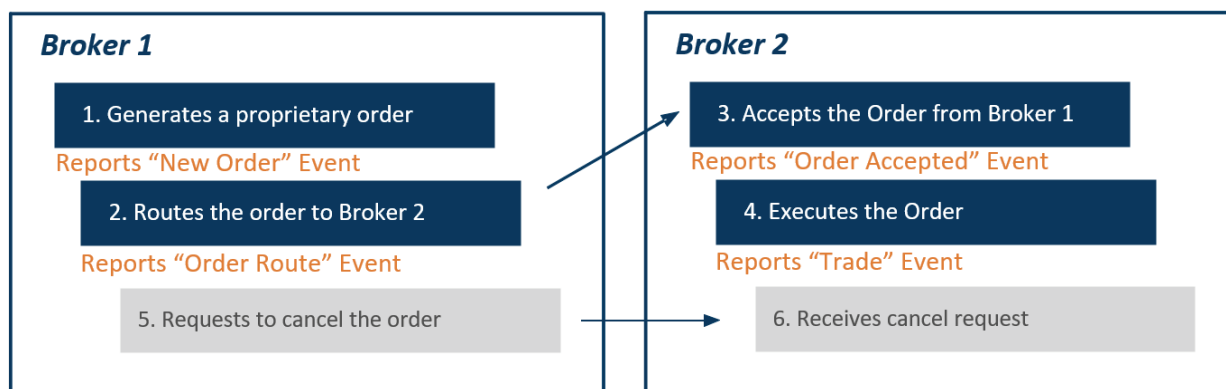 Broker 1
1. Generates a proprietary order
Reports “New Order” Event
2. Routes the order to Broker 2
Reports “Order Route” Event
5. Requests to cancel the order
Broker 2
3. Accepts the Order from Broker 1
Reports “Order Accepted” Event
4. Executes the Order
Reports “Trade” Event
6. Receives cancel request